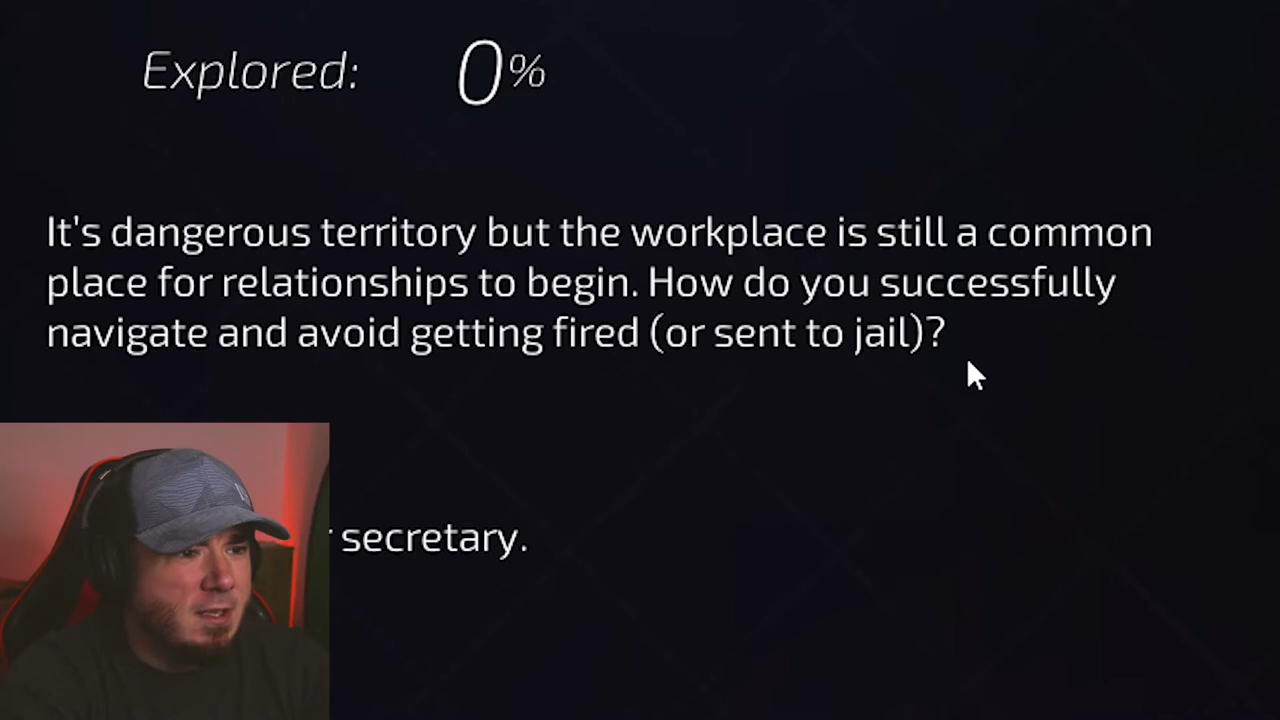 Explored: 0%
It's dangerous territory but the workplace is still a common
place for relationships to begin. How do you successfully
navigate and avoid getting fired (or sent to jail)?
secretary.